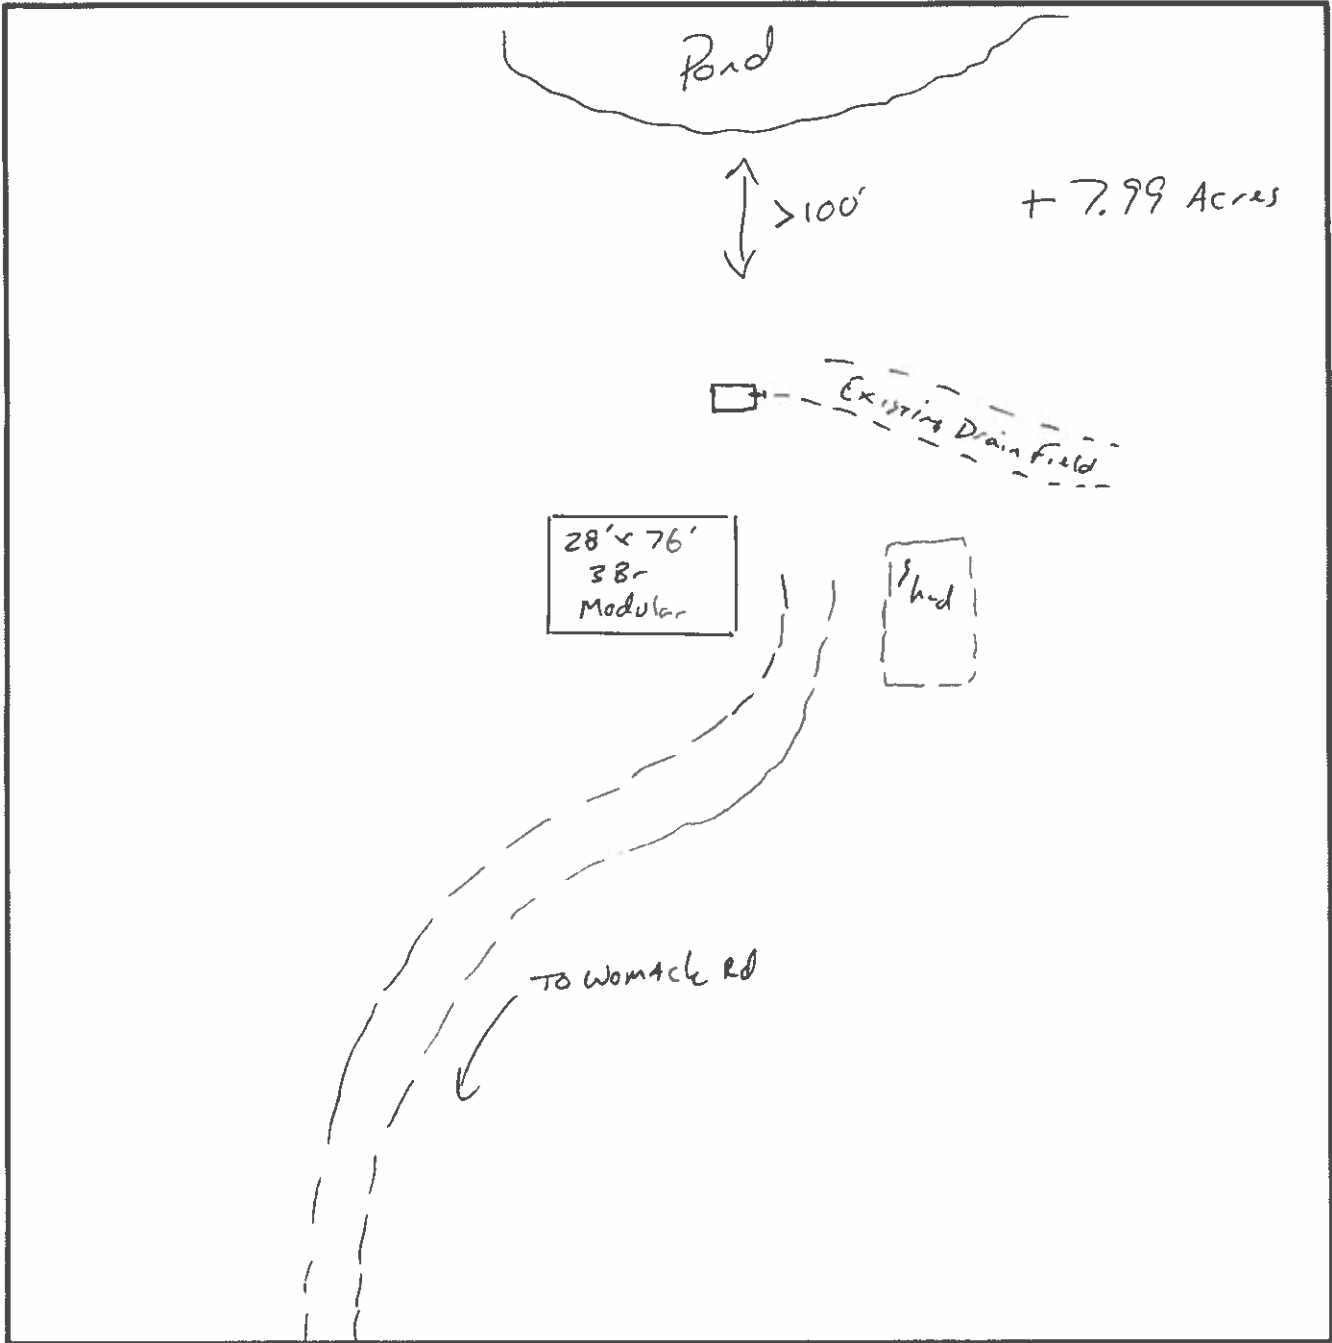 Pond
>100'
+ 7.99 Acres
Existing Drain Field
28' x 76'
3 Br
Modular
Shed
To Womack Rd